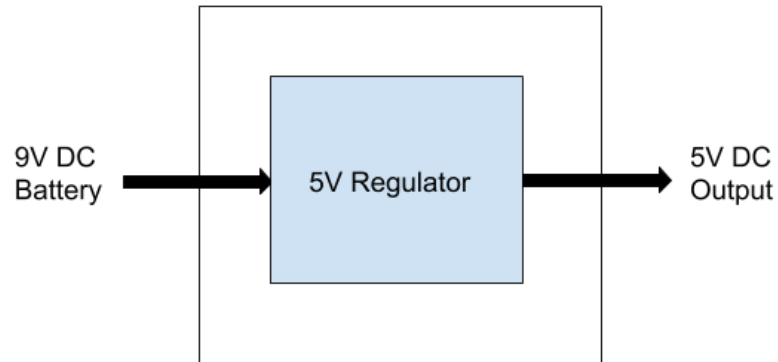 9V DC
Battery
5V Regulator
5V DC
Output